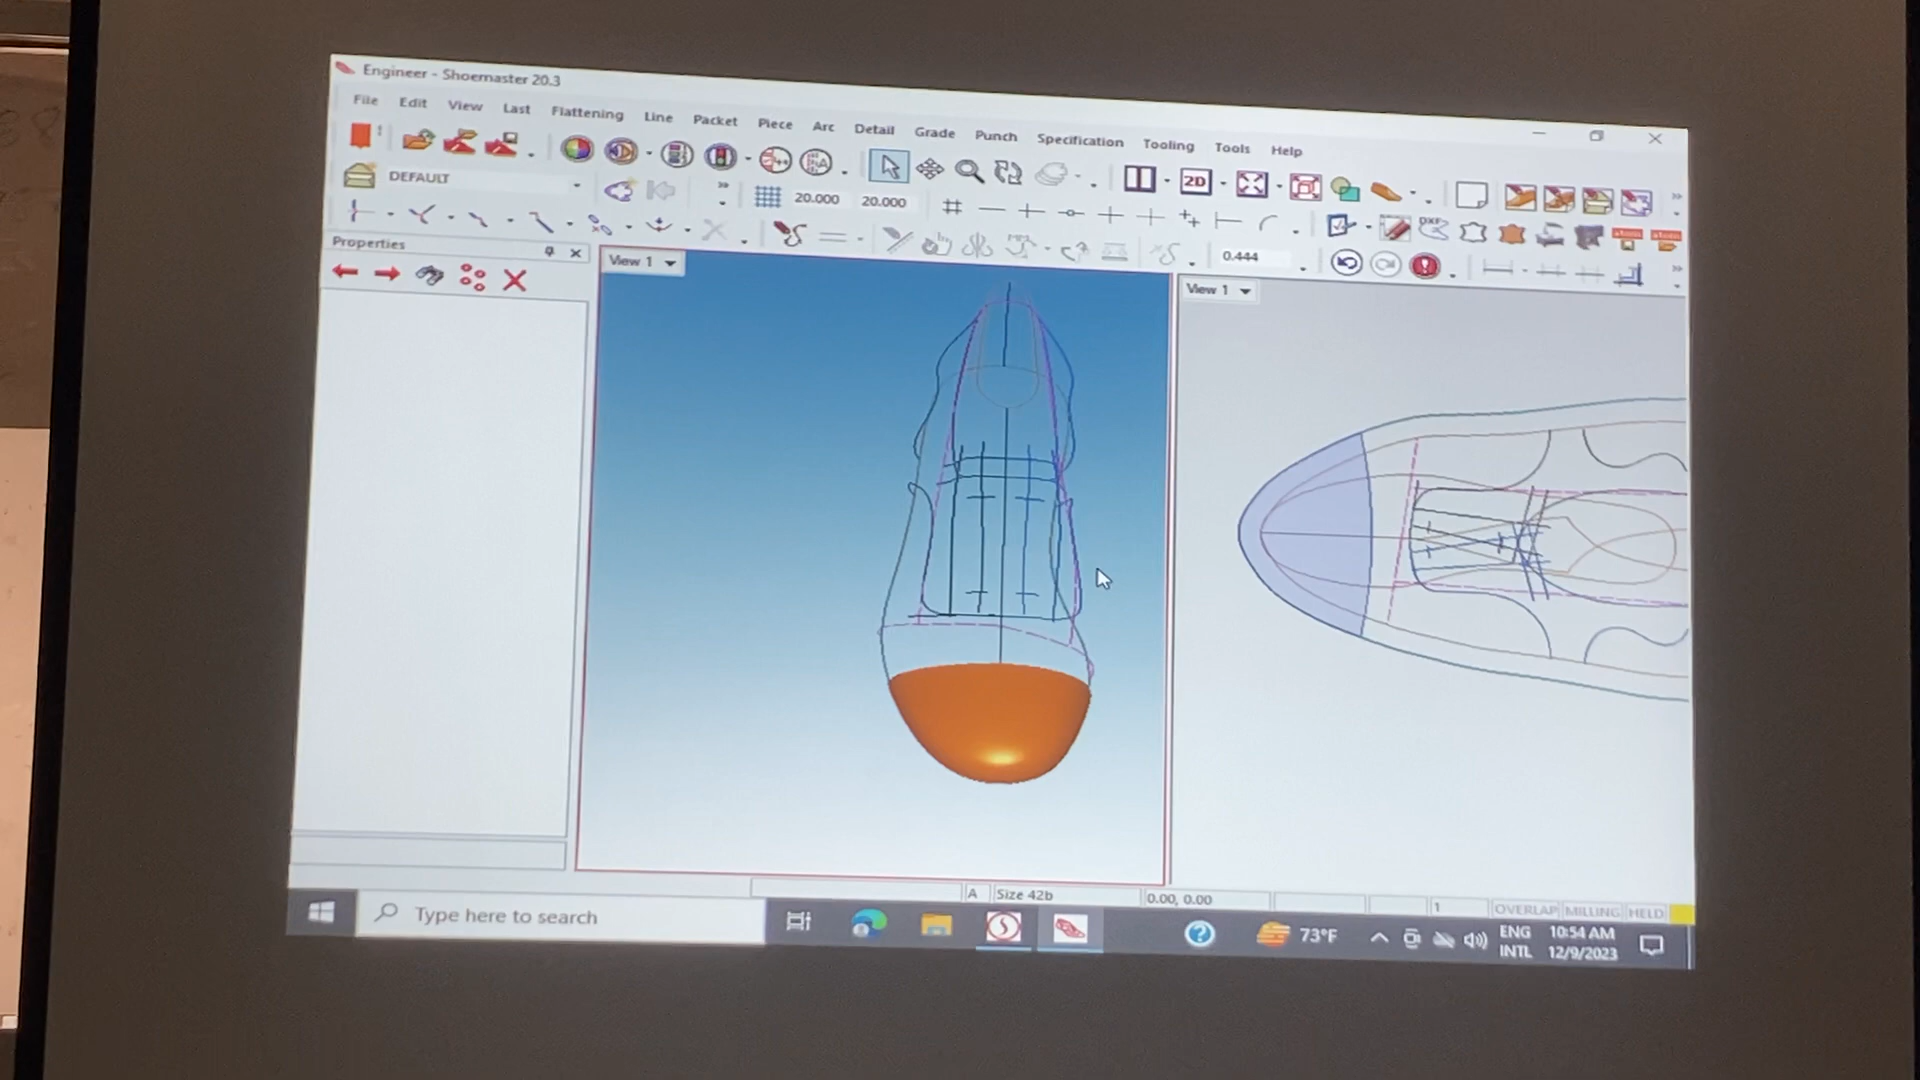 Engineer - Shoemaster 20.3
File Edit View Last Flattening Line Packet Piece Arc Detail Grade Punch Specification Tooling Tools Help
2D
DEFAULT
20.000 20.000
DXF
0.444
Properties
View 1
View 1
A Size 42b 0.00, 0.00 1 OVERLAP MILLING HELD
Type here to search
73°F
ENG 10:54 AM
INTL 12/9/2023